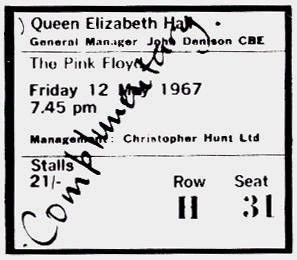 Queen Elizabeth Hall
General Manager John Denison CBE
The Pink Floyd
Friday 12 May 1967
7.45 pm
Management: Christopher Hunt Ltd
Stalls
21/-
Row Seat
H 31
Complimentary